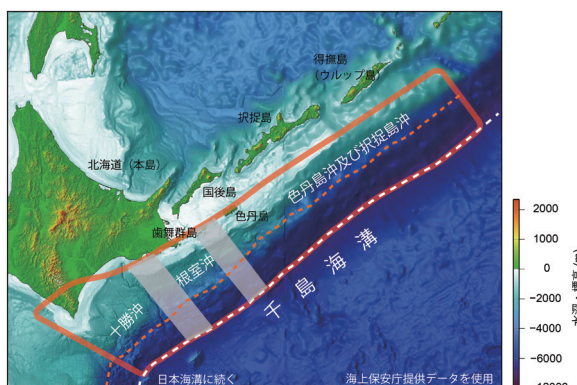 得撫島
(ウルップ島)
択捉島
北海道(本島)
国後島
色丹島
歯舞群島
色丹島沖及び択捉島沖
根室沖
十勝沖
千島海溝
日本海溝に続く
海上保安庁提供データを使用
2000
1000
0
−2000
−4000
−6000